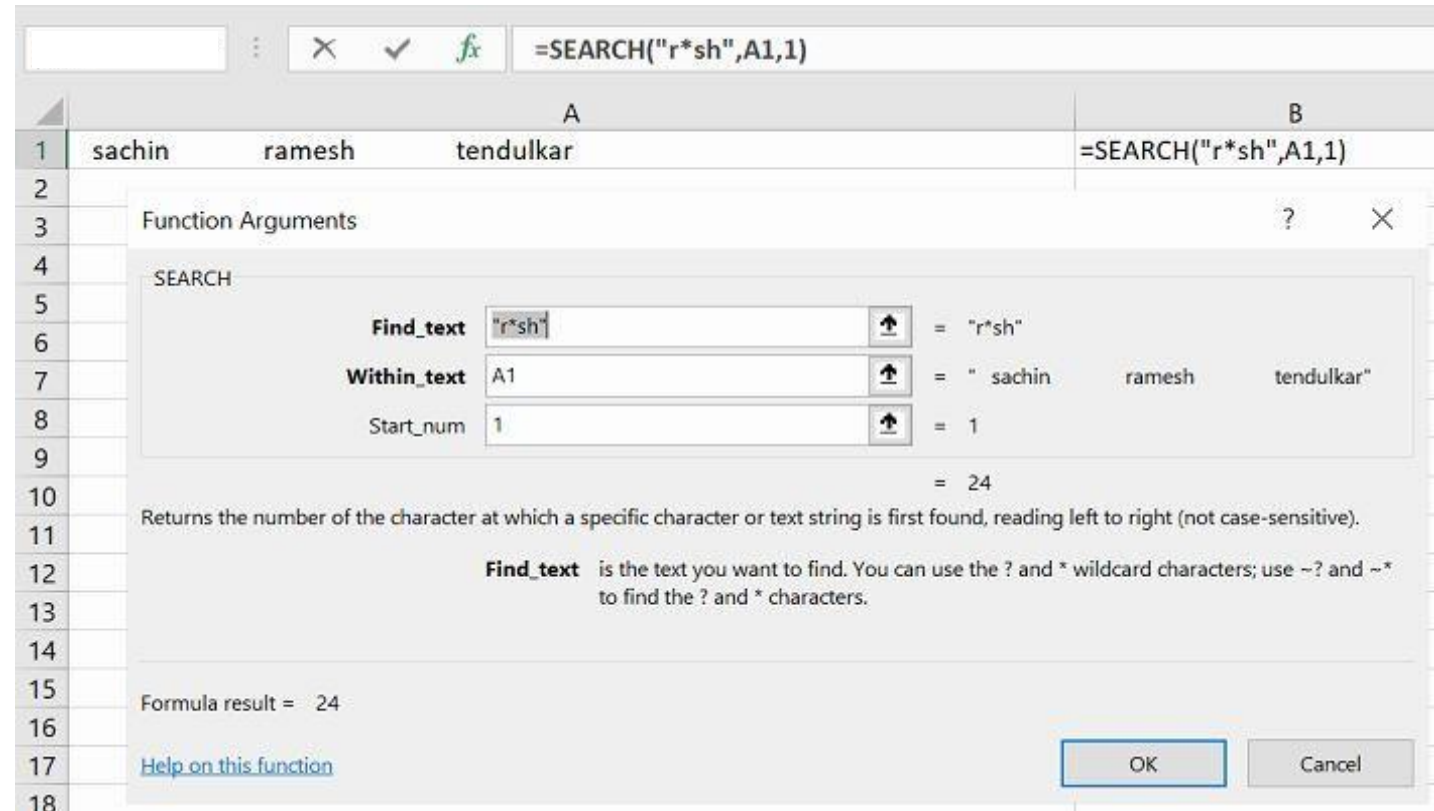 fx =SEARCH("r*sh",A1,1)
A B
1 sachin ramesh tendulkar =SEARCH("r*sh",A1,1)
2
3 Function Arguments ? 
4
5 SEARCH
6 Find_text "r*sh" = "r*sh"
7 Within_text A1 = " sachin ramesh tendulkar"
8 Start_num 1 = 1
9
10 = 24
11 Returns the number of the character at which a specific character or text string is first found, reading left to right (not case-sensitive).
12 Find_text is the text you want to find. You can use the ? and * wildcard characters; use ~? and ~*
13 to find the ? and * characters.
14
15 Formula result = 24
16
17 Help on this function OK Cancel
18